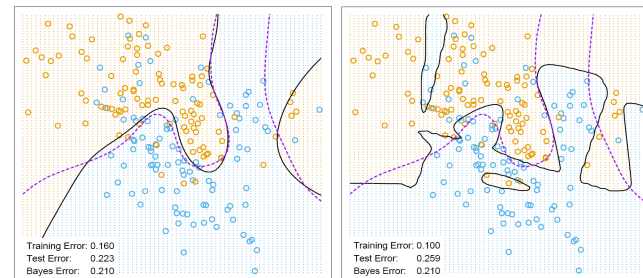 Training Error: 0.160
Test Error: 0.223
Bayes Error: 0.210
Training Error: 0.100
Test Error: 0.259
Bayes Error: 0.210